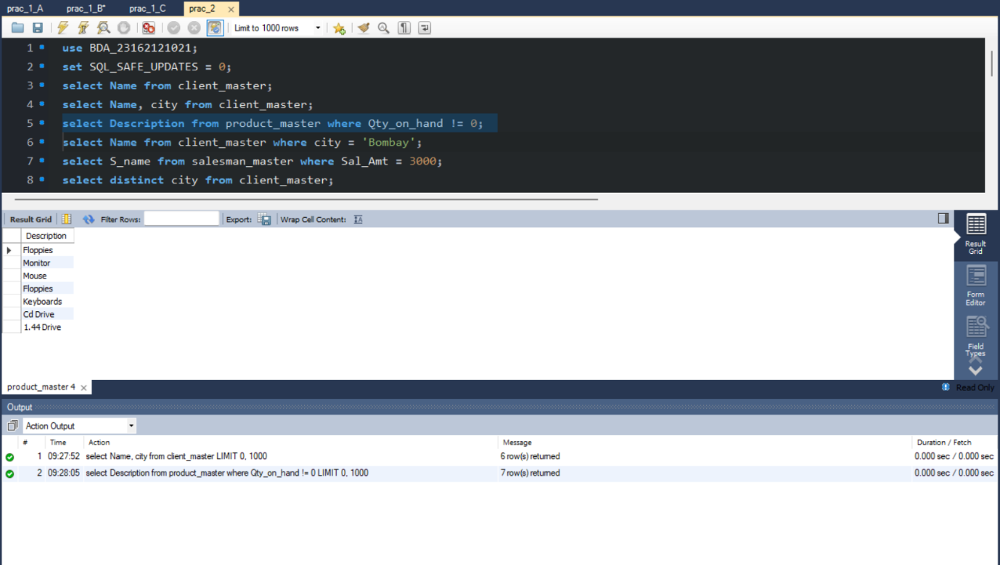 prac_1_A prac_1_B* prac_1_C prac_2
Limit to 1000 rows
1 use BDA_23162121021;
2 set SQL_SAFE_UPDATES = 0;
3 select Name from client_master;
4 select Name, city from client_master;
5 select Description from product_master where Qty_on_hand != 0;
6 select Name from client_master where city = 'Bombay';
7 select S_name from salesman_master where Sal_Amt = 3000;
8 select distinct city from client_master;
Result Grid Filter Rows: Export: Wrap Cell Content:
Description
Floppies
Monitor
Mouse
Floppies
Keyboards
Cd Drive
1.44 Drive
Result
Grid
Form
Editor
Field
Types
product_master 4 Read Only
Output
Action Output
# Time Action Message Duration / Fetch
1 09:27:52 select Name, city from client_master LIMIT 0, 1000 6 row(s) returned 0.000 sec / 0.000 sec
2 09:28:05 select Description from product_master where Qty_on_hand != 0 LIMIT 0, 1000 7 row(s) returned 0.000 sec / 0.000 sec